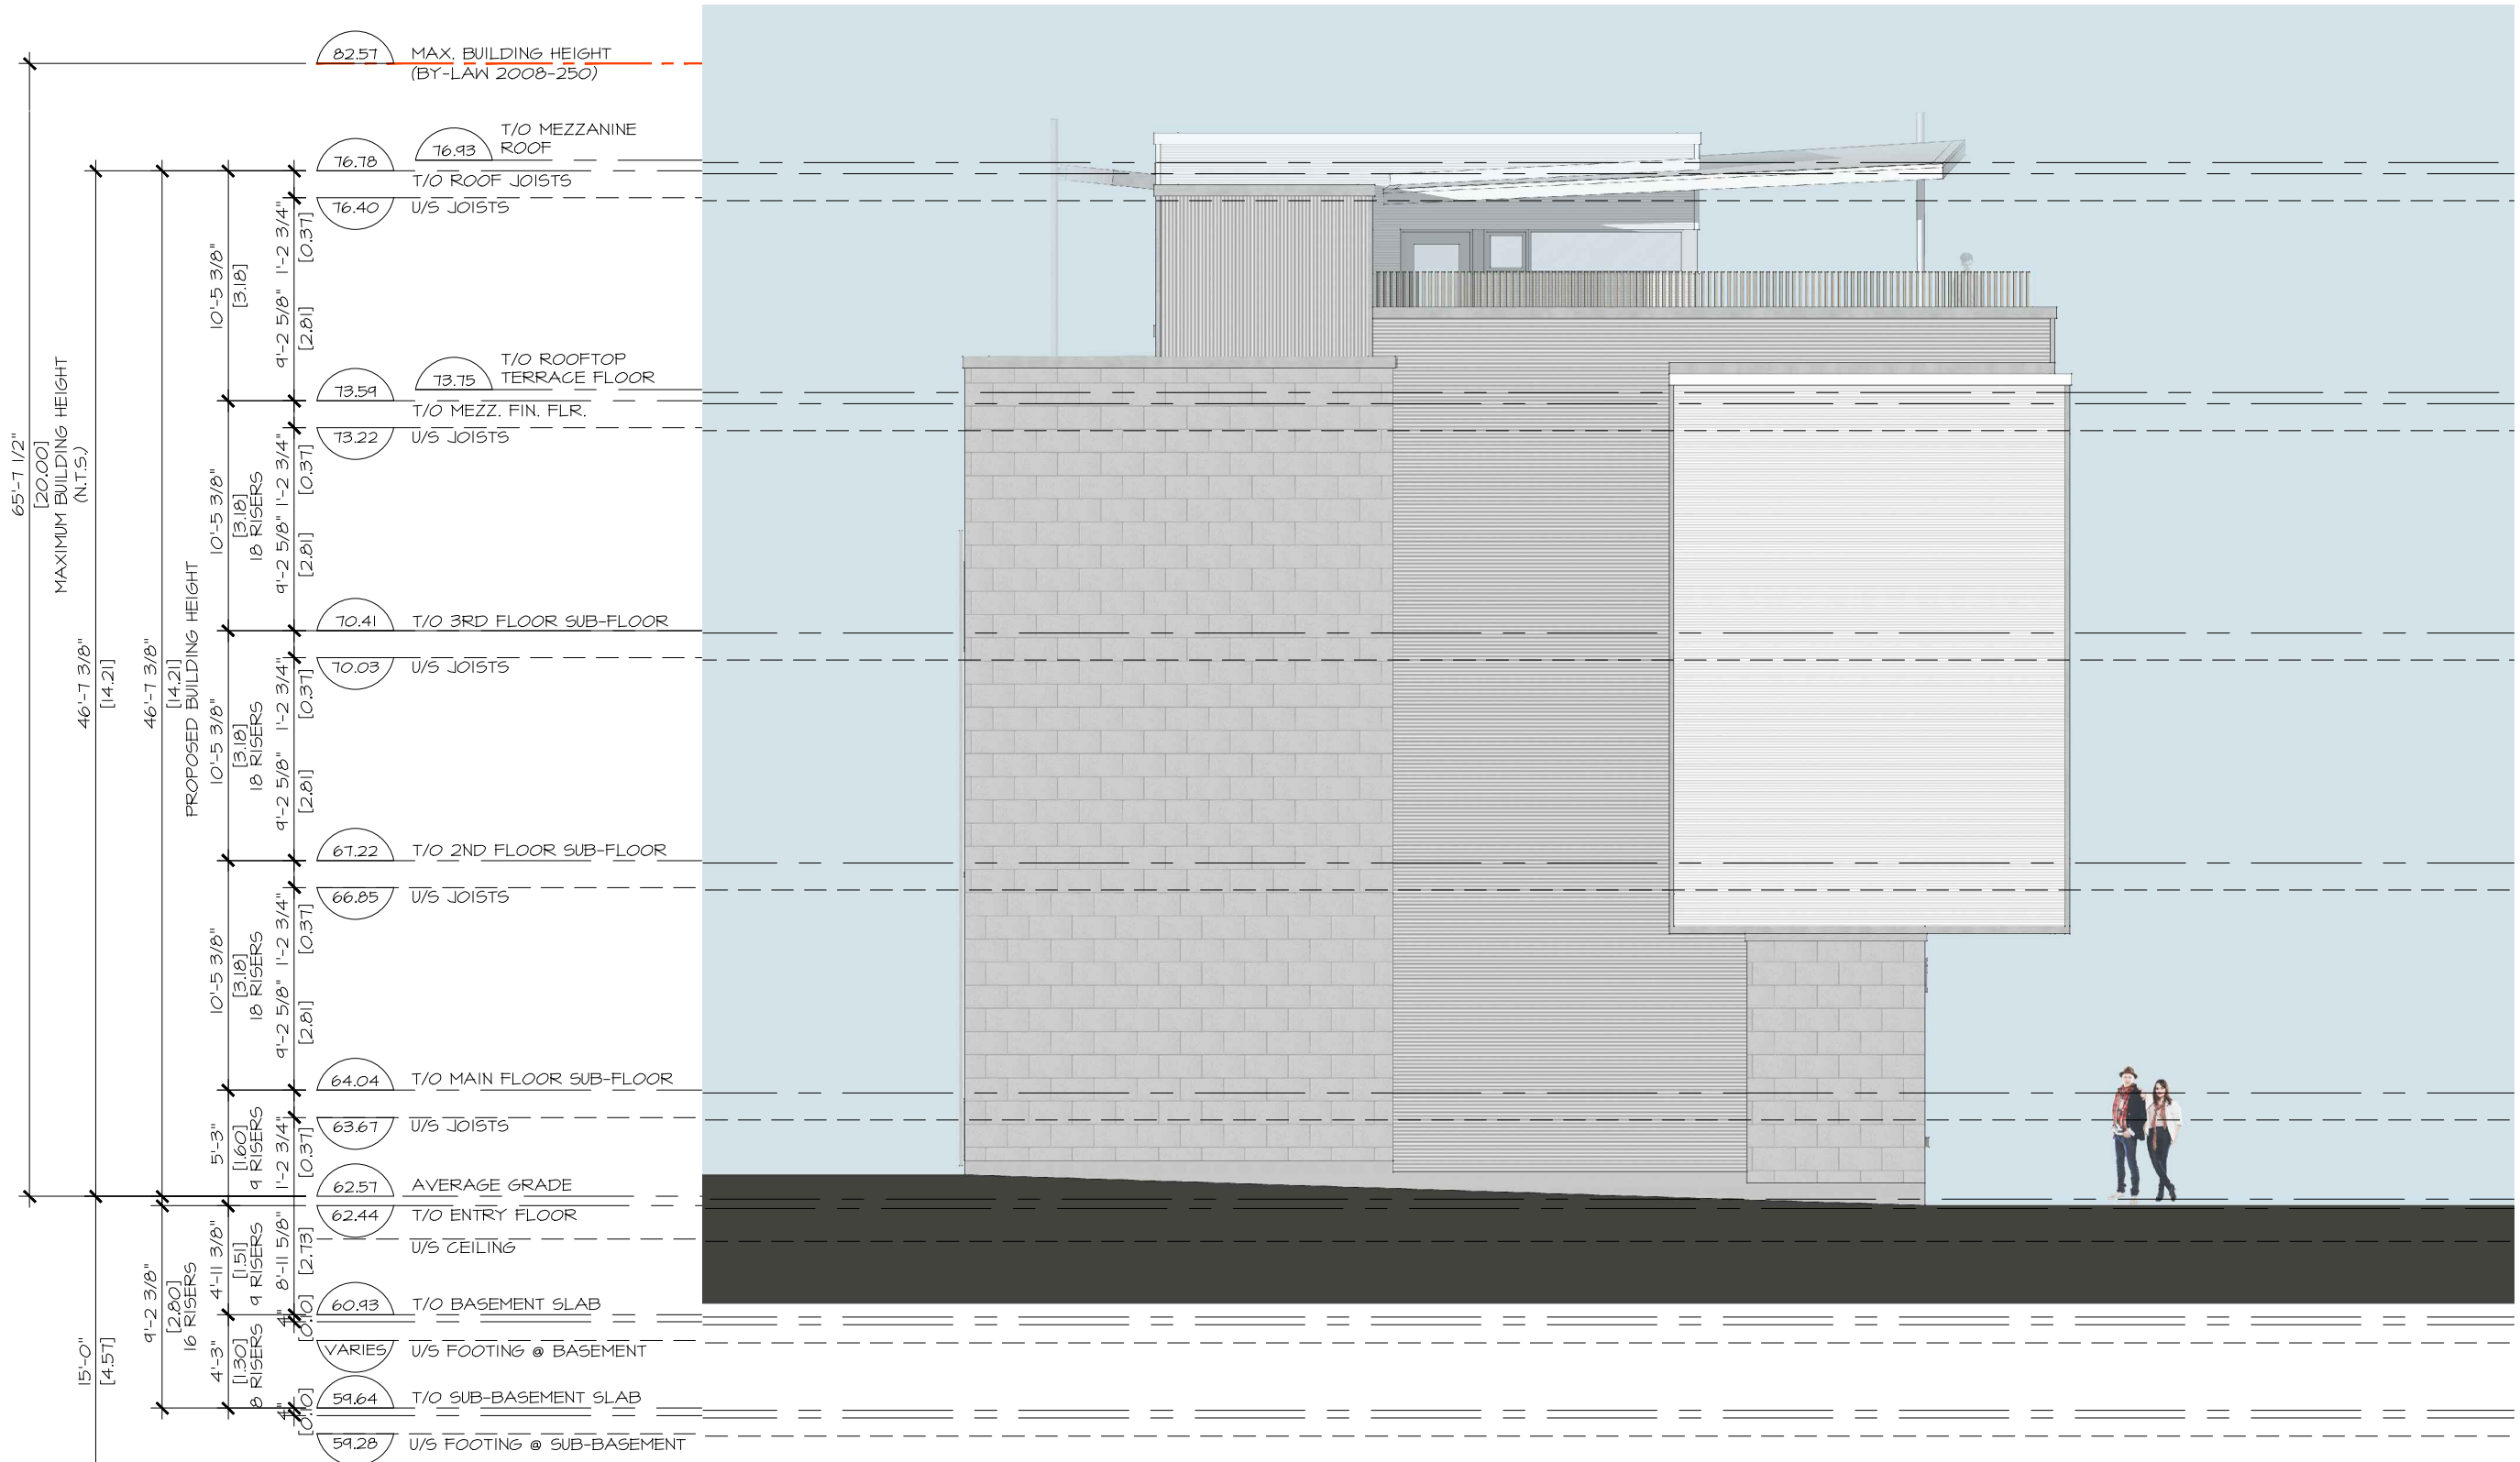 82.57 MAX. BUILDING HEIGHT
(BY-LAW 2008-250)
T/O MEZZANINE
76.93 ROOF
76.78
T/O ROOF JOISTS
76.40 U/S JOISTS
T/O ROOFTOP
73.75 TERRACE FLOOR
73.59
T/O MEZZ. FIN. FLR.
73.22 U/S JOISTS
70.41 T/O 3RD FLOOR SUB-FLOOR
70.03 U/S JOISTS
67.22 T/O 2ND FLOOR SUB-FLOOR
66.85 U/S JOISTS
64.04 T/O MAIN FLOOR SUB-FLOOR
63.67 U/S JOISTS
62.57 AVERAGE GRADE
62.44 T/O ENTRY FLOOR
U/S CEILING
60.93 T/O BASEMENT SLAB
VARIES U/S FOOTING @ BASEMENT
59.64 T/O SUB-BASEMENT SLAB
59.28 U/S FOOTING @ SUB-BASEMENT
65'-7 1/2"
[20.00]
MAXIMUM BUILDING HEIGHT
(N.T.S.)
46'-7 3/8"
[14.21]
15'-0"
[4.57]
46'-7 3/8"
[14.21]
PROPOSED BUILDING HEIGHT
9'-2 3/8"
[2.80]
16 RISERS
10'-5 3/8"
[3.18]
10'-5 3/8"
[3.18]
18 RISERS
10'-5 3/8"
[3.18]
18 RISERS
10'-5 3/8"
[3.18]
18 RISERS
5'-3"
[1.60]
9 RISERS
4'-11 3/8"
[1.51]
9 RISERS
4'-3"
[1.30]
8 RISERS
1'-2 3/4"
[0.37]
9'-2 5/8"
[2.81]
1'-2 3/4"
[0.37]
9'-2 5/8"
[2.81]
1'-2 3/4"
[0.37]
9'-2 5/8"
[2.81]
1'-2 3/4"
[0.37]
9'-2 5/8"
[2.81]
1'-2 3/4"
[0.37]
8'-11 5/8"
[2.73]
4"
[0.10]
4"
[0.10]